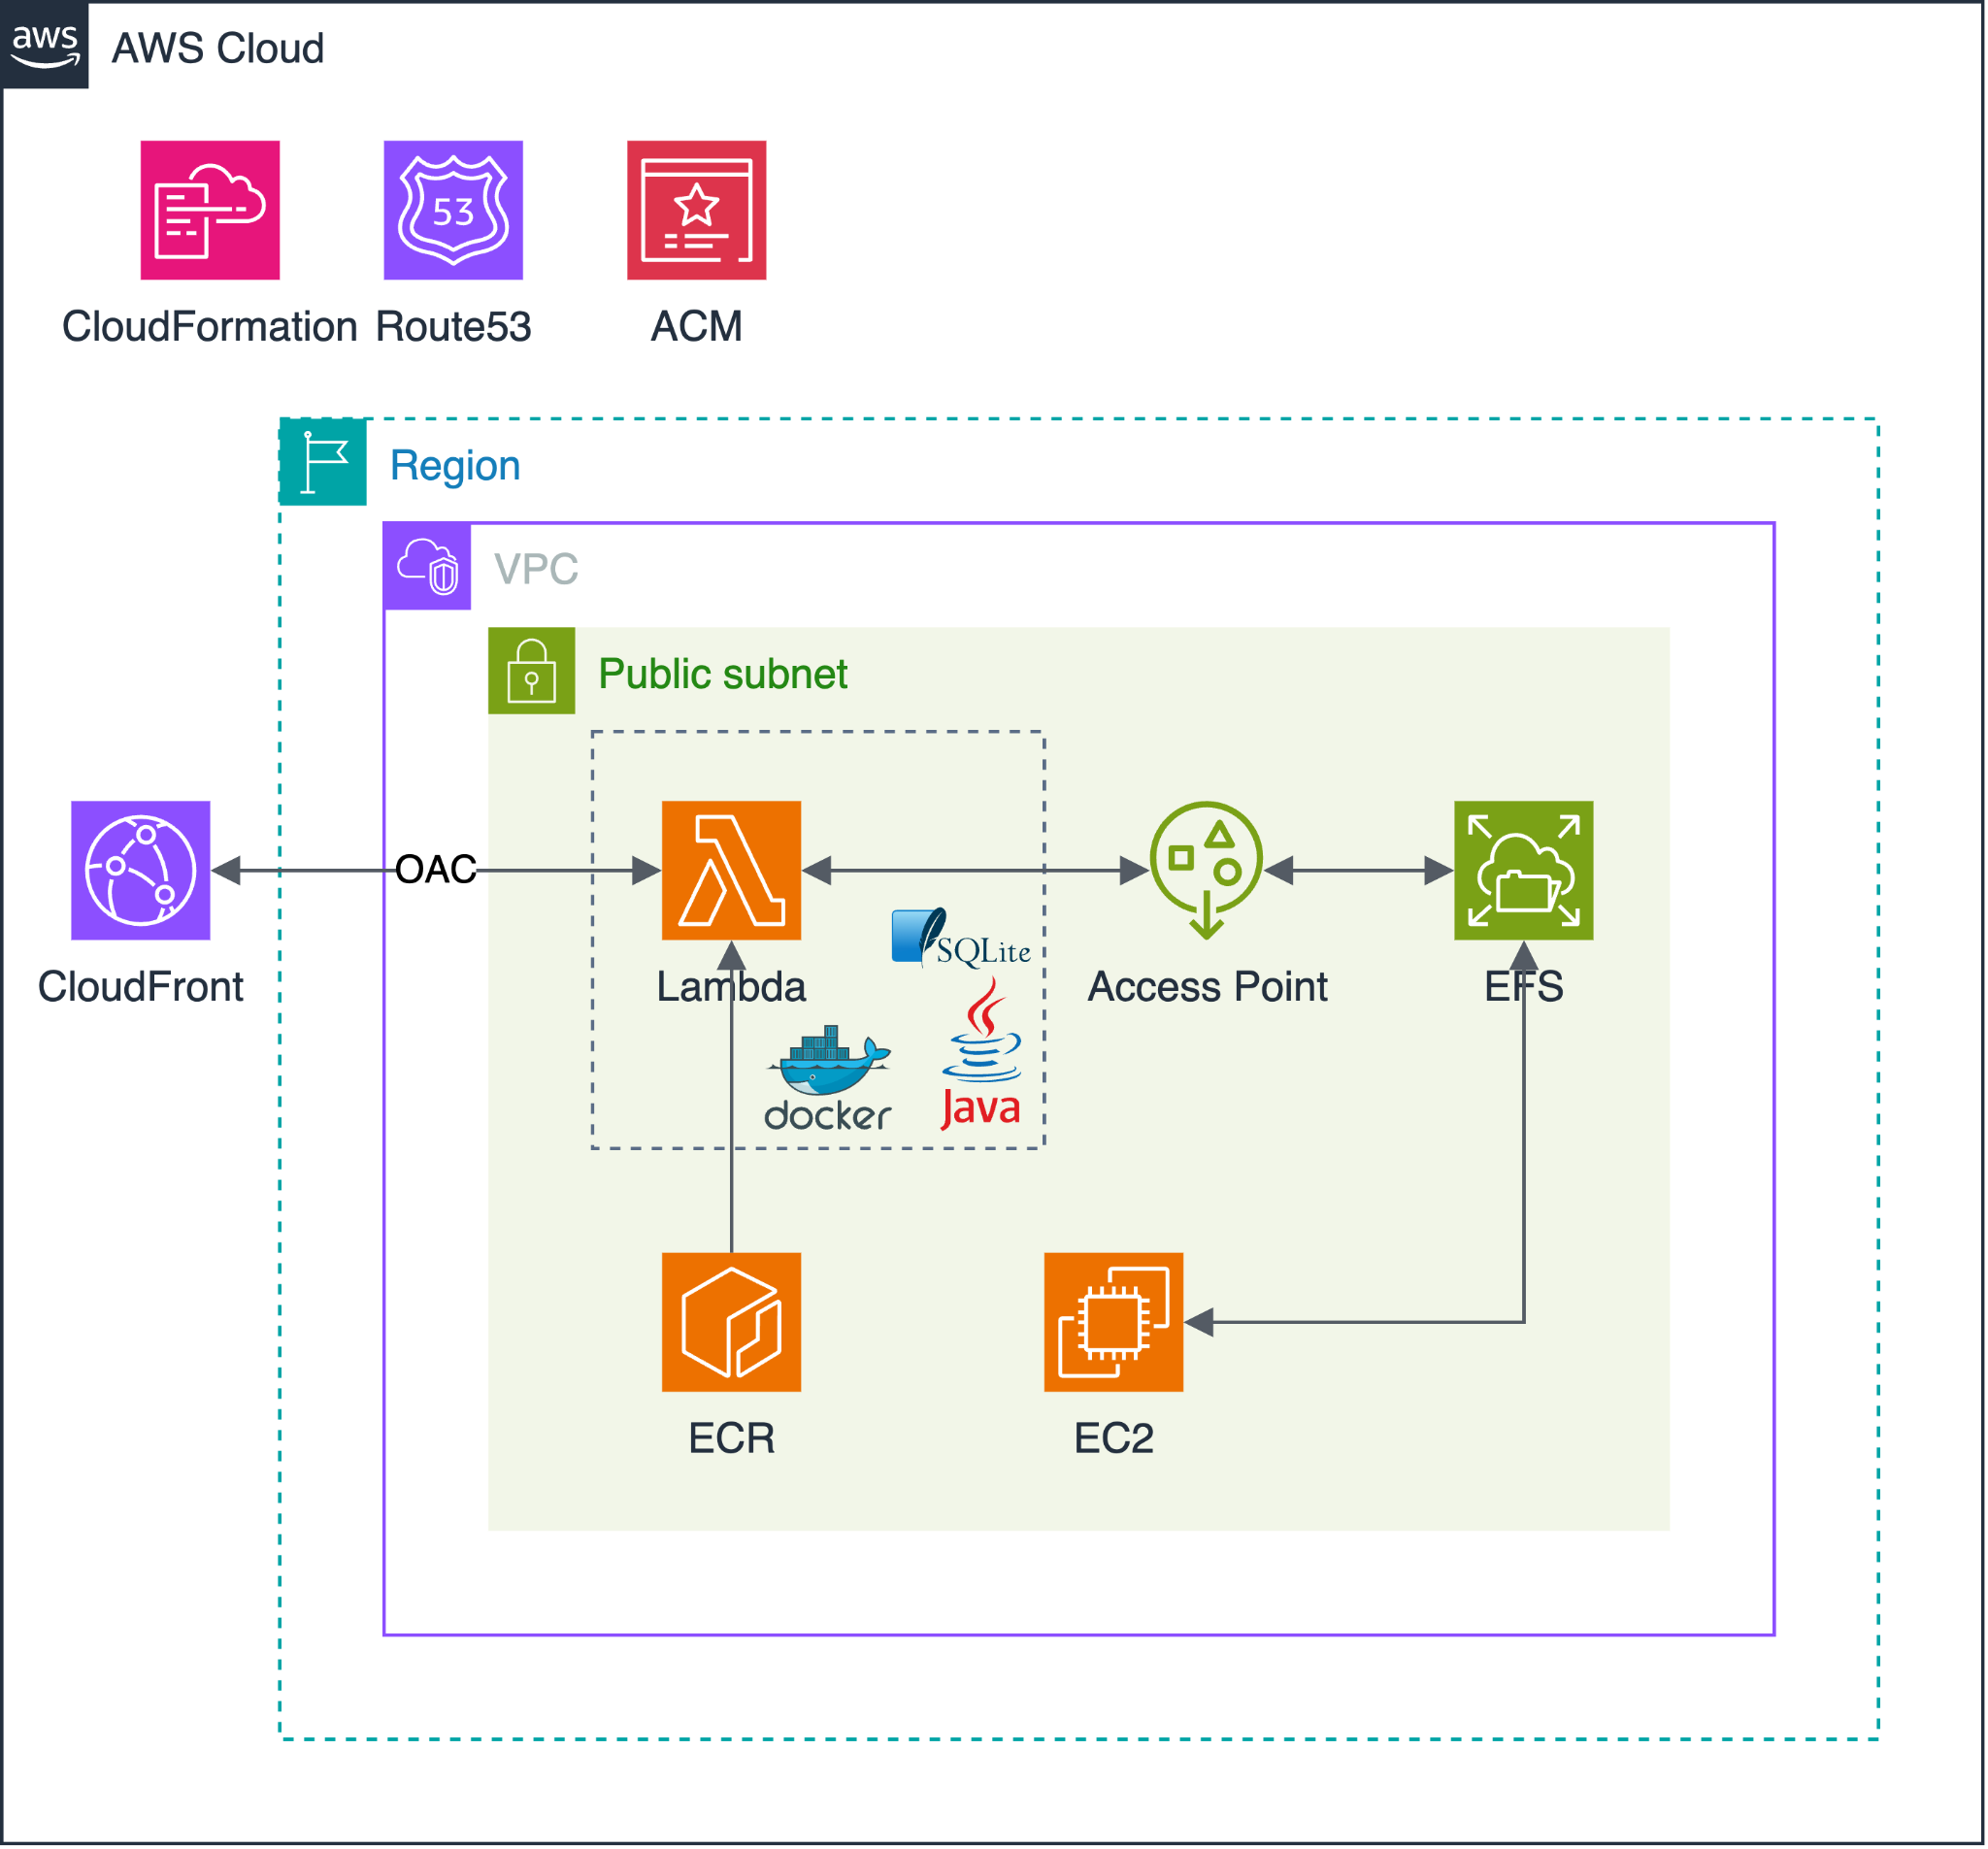 aws
AWS Cloud
53
CloudFormation
Route53
ACM
Region
VPC
Public subnet
OAC
SQLite
CloudFront
Lambda
Access Point
EFS
docker
Java
ECR
EC2